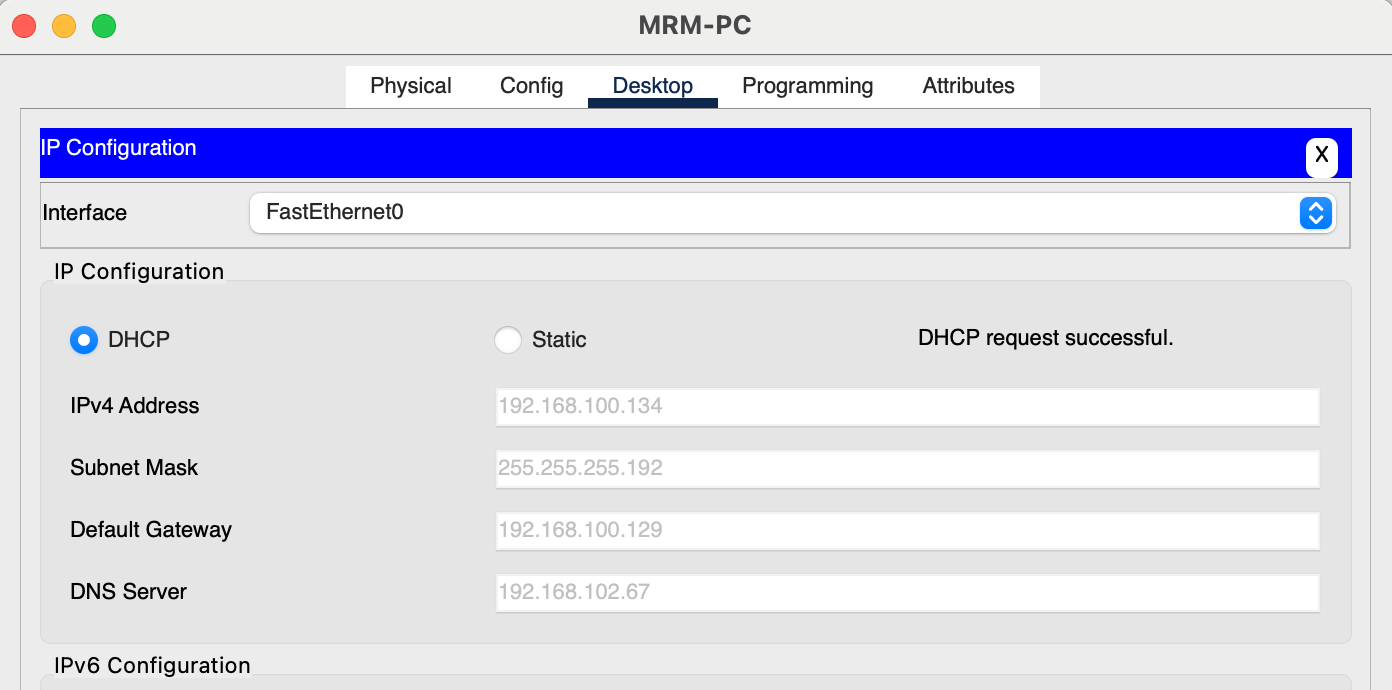 MRM-PC
Physical Config Desktop Programming Attributes
IP Configuration
X
Interface FastEthernet0
IP Configuration
DHCP Static DHCP request successful.
IPv4 Address 192.168.100.134
Subnet Mask 255.255.255.192
Default Gateway 192.168.100.129
DNS Server 192.168.102.67
IPv6 Configuration